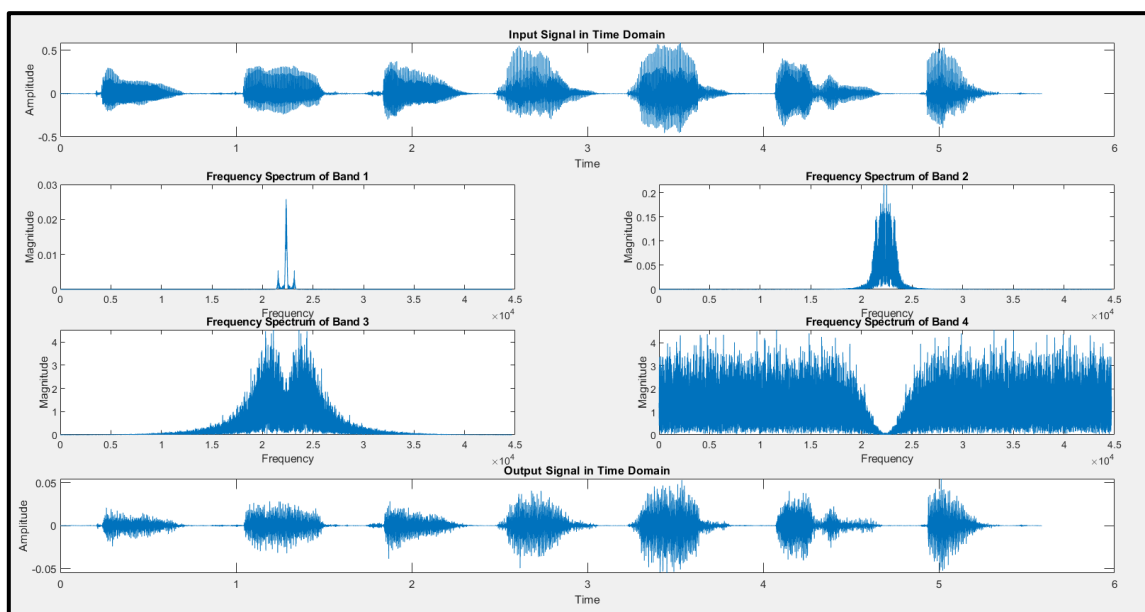 Input Signal in Time Domain
Amplitude
0.5
0
-0.5
0 1 2 3 4 5 6
Time
Frequency Spectrum of Band 1
Magnitude
0.03
0.02
0.01
0
0 0.5 1 1.5 2 2.5 3 3.5 4 4.5
Frequency
×10⁴
Frequency Spectrum of Band 2
Magnitude
0.2
0.15
0.1
0.05
0
0 0.5 1 1.5 2 2.5 3 3.5 4 4.5
Frequency
×10⁴
Frequency Spectrum of Band 3
Magnitude
4
3
2
1
0
0 0.5 1 1.5 2 2.5 3 3.5 4 4.5
Frequency
×10⁴
Frequency Spectrum of Band 4
Magnitude
4
3
2
1
0
0 0.5 1 1.5 2 2.5 3 3.5 4 4.5
Frequency
×10⁴
Output Signal in Time Domain
Amplitude
0.05
0
-0.05
0 1 2 3 4 5 6
Time